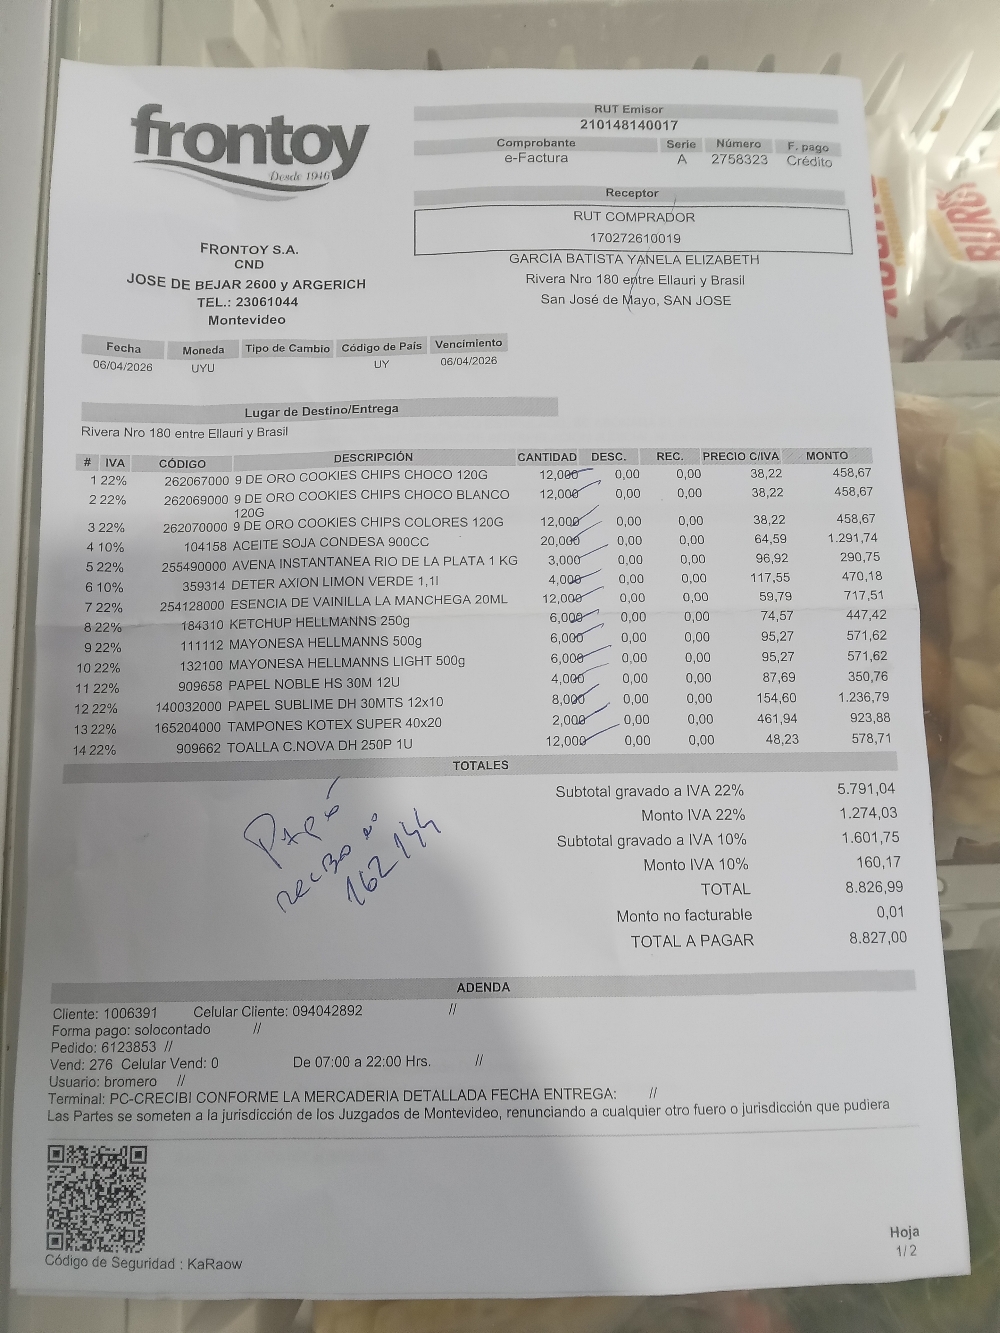 frontoy
Desde 1946
RUT Emisor
210148140017
Comprobante Serie Número F. pago
e-Factura A 2758323 Crédito
Receptor
RUT COMPRADOR
170272610019
GARCIA BATISTA YANELA ELIZABETH
Rivera Nro 180 entre Ellauri y Brasil
San José de Mayo, SAN JOSE
FRONTOY S.A.
CND
JOSE DE BEJAR 2600 y ARGERICH
TEL.: 23061044
Montevideo
Fecha Moneda Tipo de Cambio Código de País Vencimiento
06/04/2026 UYU UY 06/04/2026
Lugar de Destino/Entrega
Rivera Nro 180 entre Ellauri y Brasil
# IVA CÓDIGO DESCRIPCIÓN CANTIDAD DESC. REC. PRECIO C/IVA MONTO
1 22% 262067000 9 DE ORO COOKIES CHIPS CHOCO 120G 12,000 0,00 0,00 38,22 458,67
2 22% 262069000 9 DE ORO COOKIES CHIPS CHOCO BLANCO 12,000 0,00 0,00 38,22 458,67
120G
3 22% 262070000 9 DE ORO COOKIES CHIPS COLORES 120G 12,000 0,00 0,00 38,22 458,67
4 10% 104158 ACEITE SOJA CONDESA 900CC 20,000 0,00 0,00 64,59 1.291,74
5 22% 255490000 AVENA INSTANTANEA RIO DE LA PLATA 1 KG 3,000 0,00 0,00 96,92 290,75
6 10% 359314 DETER AXION LIMON VERDE 1,1l 4,000 0,00 0,00 117,55 470,18
7 22% 254128000 ESENCIA DE VAINILLA LA MANCHEGA 20ML 12,000 0,00 0,00 59,79 717,51
8 22% 184310 KETCHUP HELLMANNS 250g 6,000 0,00 0,00 74,57 447,42
9 22% 111112 MAYONESA HELLMANNS 500g 6,000 0,00 0,00 95,27 571,62
10 22% 132100 MAYONESA HELLMANNS LIGHT 500g 6,000 0,00 0,00 95,27 571,62
11 22% 909658 PAPEL NOBLE HS 30M 12U 4,000 0,00 0,00 87,69 350,76
12 22% 140032000 PAPEL SUBLIME DH 30MTS 12x10 8,000 0,00 0,00 154,60 1.236,79
13 22% 165204000 TAMPONES KOTEX SUPER 40x20 2,000 0,00 0,00 461,94 923,88
14 22% 909662 TOALLA C.NOVA DH 250P 1U 12,000 0,00 0,00 48,23 578,71
TOTALES
Subtotal gravado a IVA 22% 5.791,04
Monto IVA 22% 1.274,03
Subtotal gravado a IVA 10% 1.601,75
Monto IVA 10% 160,17
TOTAL 8.826,99
Monto no facturable 0,01
TOTAL A PAGAR 8.827,00
recibo nº
162144
ADENDA
Cliente: 1006391 Celular Cliente: 094042892 //
Forma pago: solocontado //
Pedido: 6123853 //
Vend: 276 Celular Vend: 0 De 07:00 a 22:00 Hrs. //
Usuario: bromero //
Terminal: PC-CRECIBI CONFORME LA MERCADERIA DETALLADA FECHA ENTREGA: //
Las Partes se someten a la jurisdicción de los Juzgados de Montevideo, renunciando a cualquier otro fuero o jurisdicción que pudiera
Código de Seguridad : KaRaow
Hoja
1/2